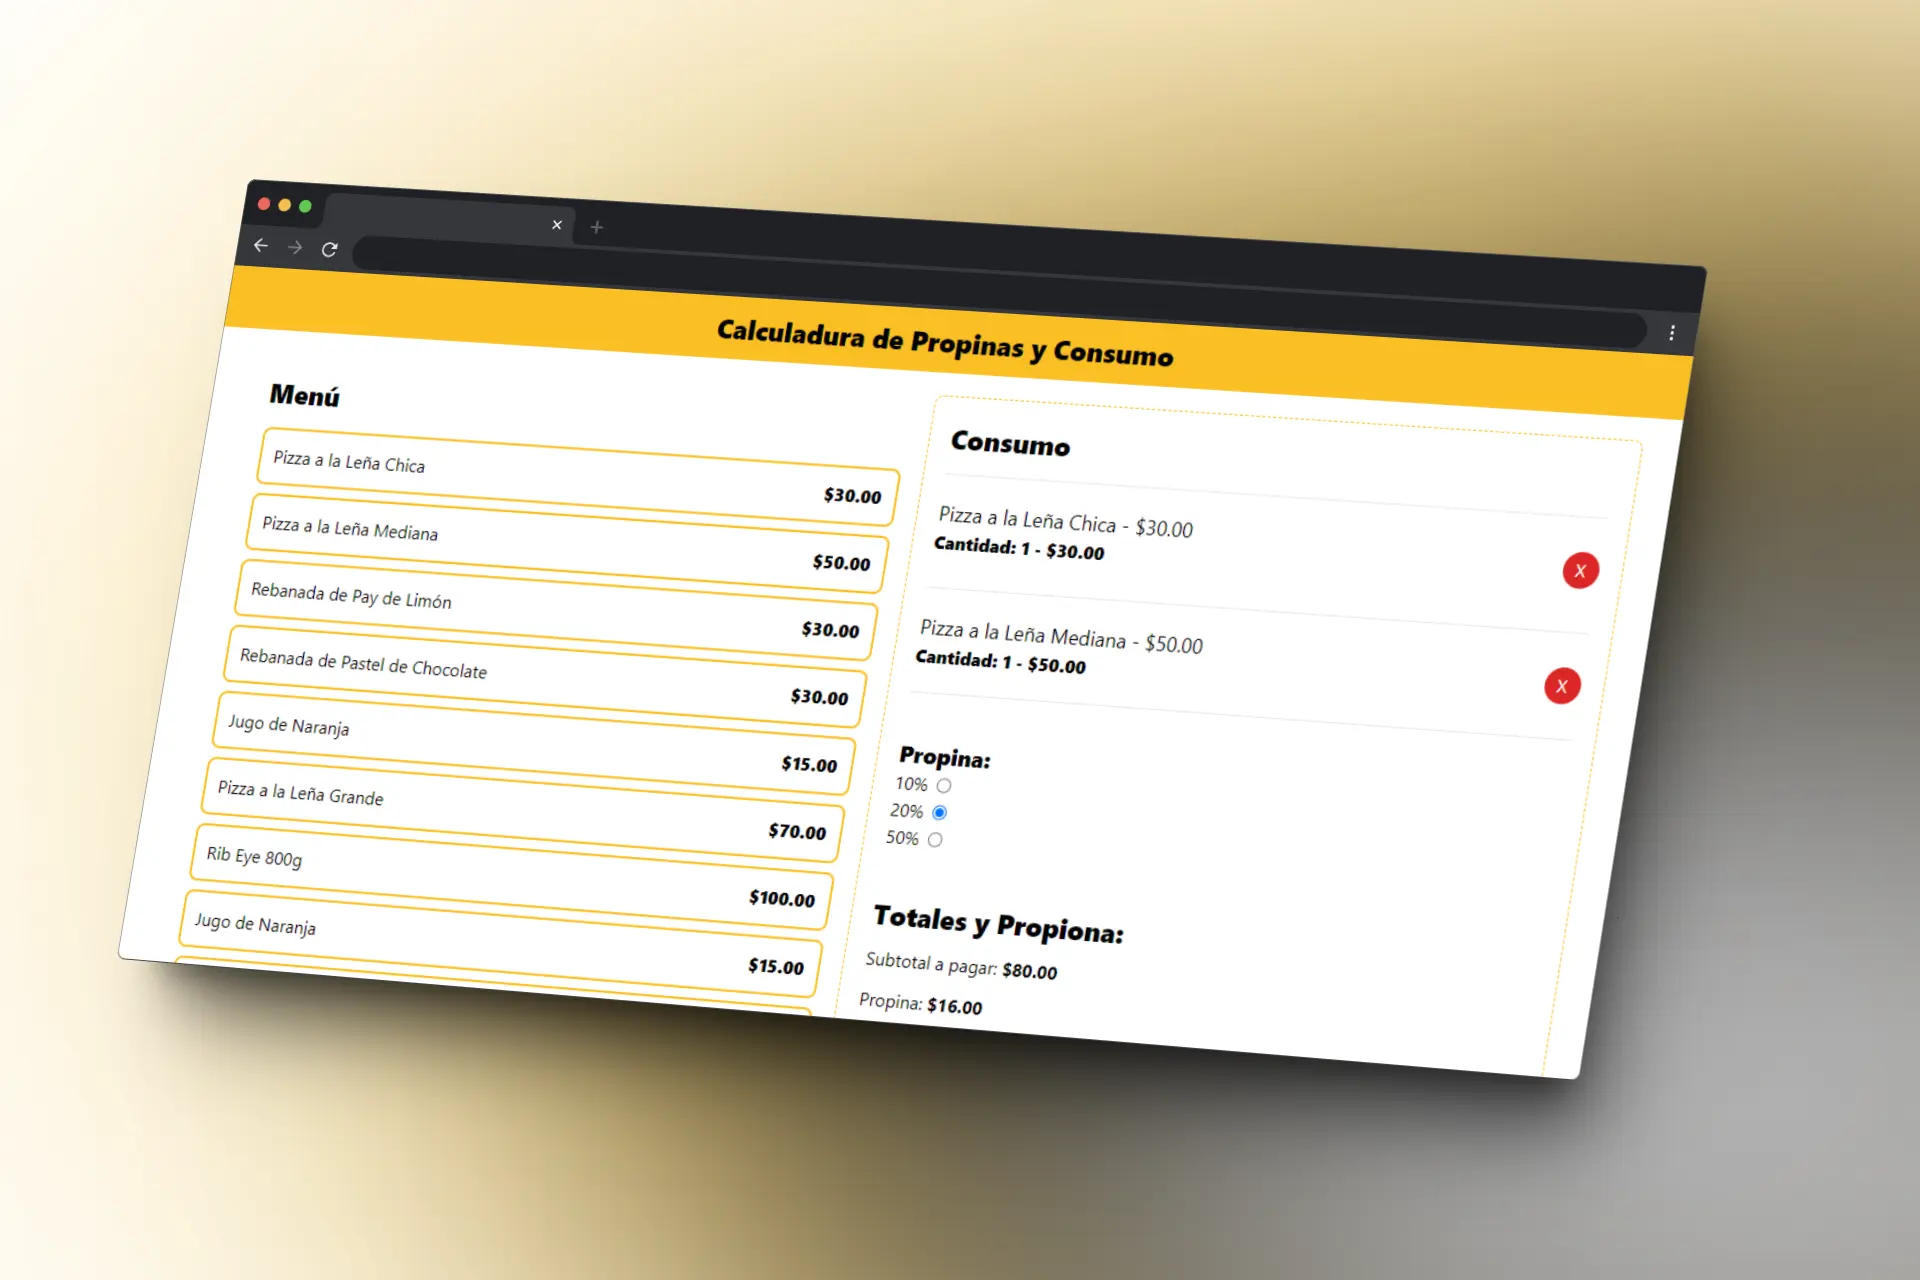 Calculadura de Propinas y Consumo
Menú
Pizza a la Leña Chica
$30.00
Pizza a la Leña Mediana
$50.00
Rebanada de Pay de Limón
$30.00
Rebanada de Pastel de Chocolate
$30.00
Jugo de Naranja
$15.00
Pizza a la Leña Grande
$70.00
Rib Eye 800g
$100.00
Jugo de Naranja
$15.00
Consumo
Pizza a la Leña Chica - $30.00
Cantidad: 1 - $30.00
X
Pizza a la Leña Mediana - $50.00
Cantidad: 1 - $50.00
X
Propina:
10%
20%
50%
Totales y Propiona:
Subtotal a pagar: $80.00
Propina: $16.00